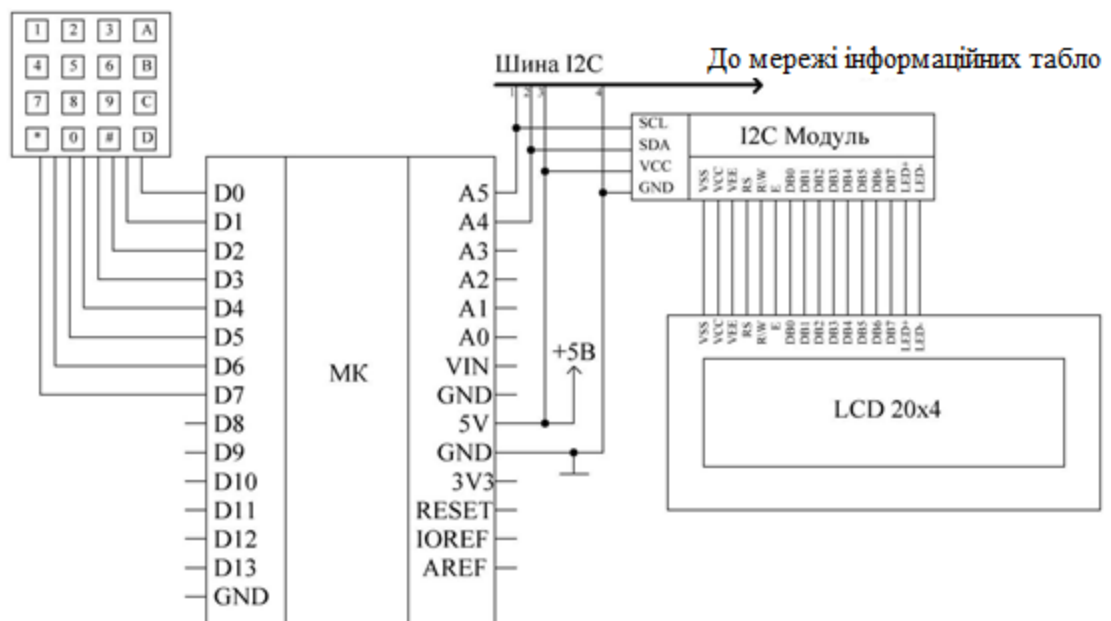 1 2 3 A
4 5 6 B
7 8 9 C
* 0 # D
Шина I2C
До мережі інформаційних табло
1 2 3 4
SCL
SDA
VCC
GND
I2C Модуль
VSS VCC VEE RS R\W E DB0 DB1 DB2 DB3 DB4 DB5 DB6 DB7 LED+ LED-
VSS VCC VEE RS R\W E DB0 DB1 DB2 DB3 DB4 DB5 DB6 DB7 LED+ LED-
LCD 20x4
МК
D0
D1
D2
D3
D4
D5
D6
D7
D8
D9
D10
D11
D12
D13
GND
A5
A4
A3
A2
A1
A0
VIN
GND
5V
GND
3V3
RESET
IOREF
AREF
+5В